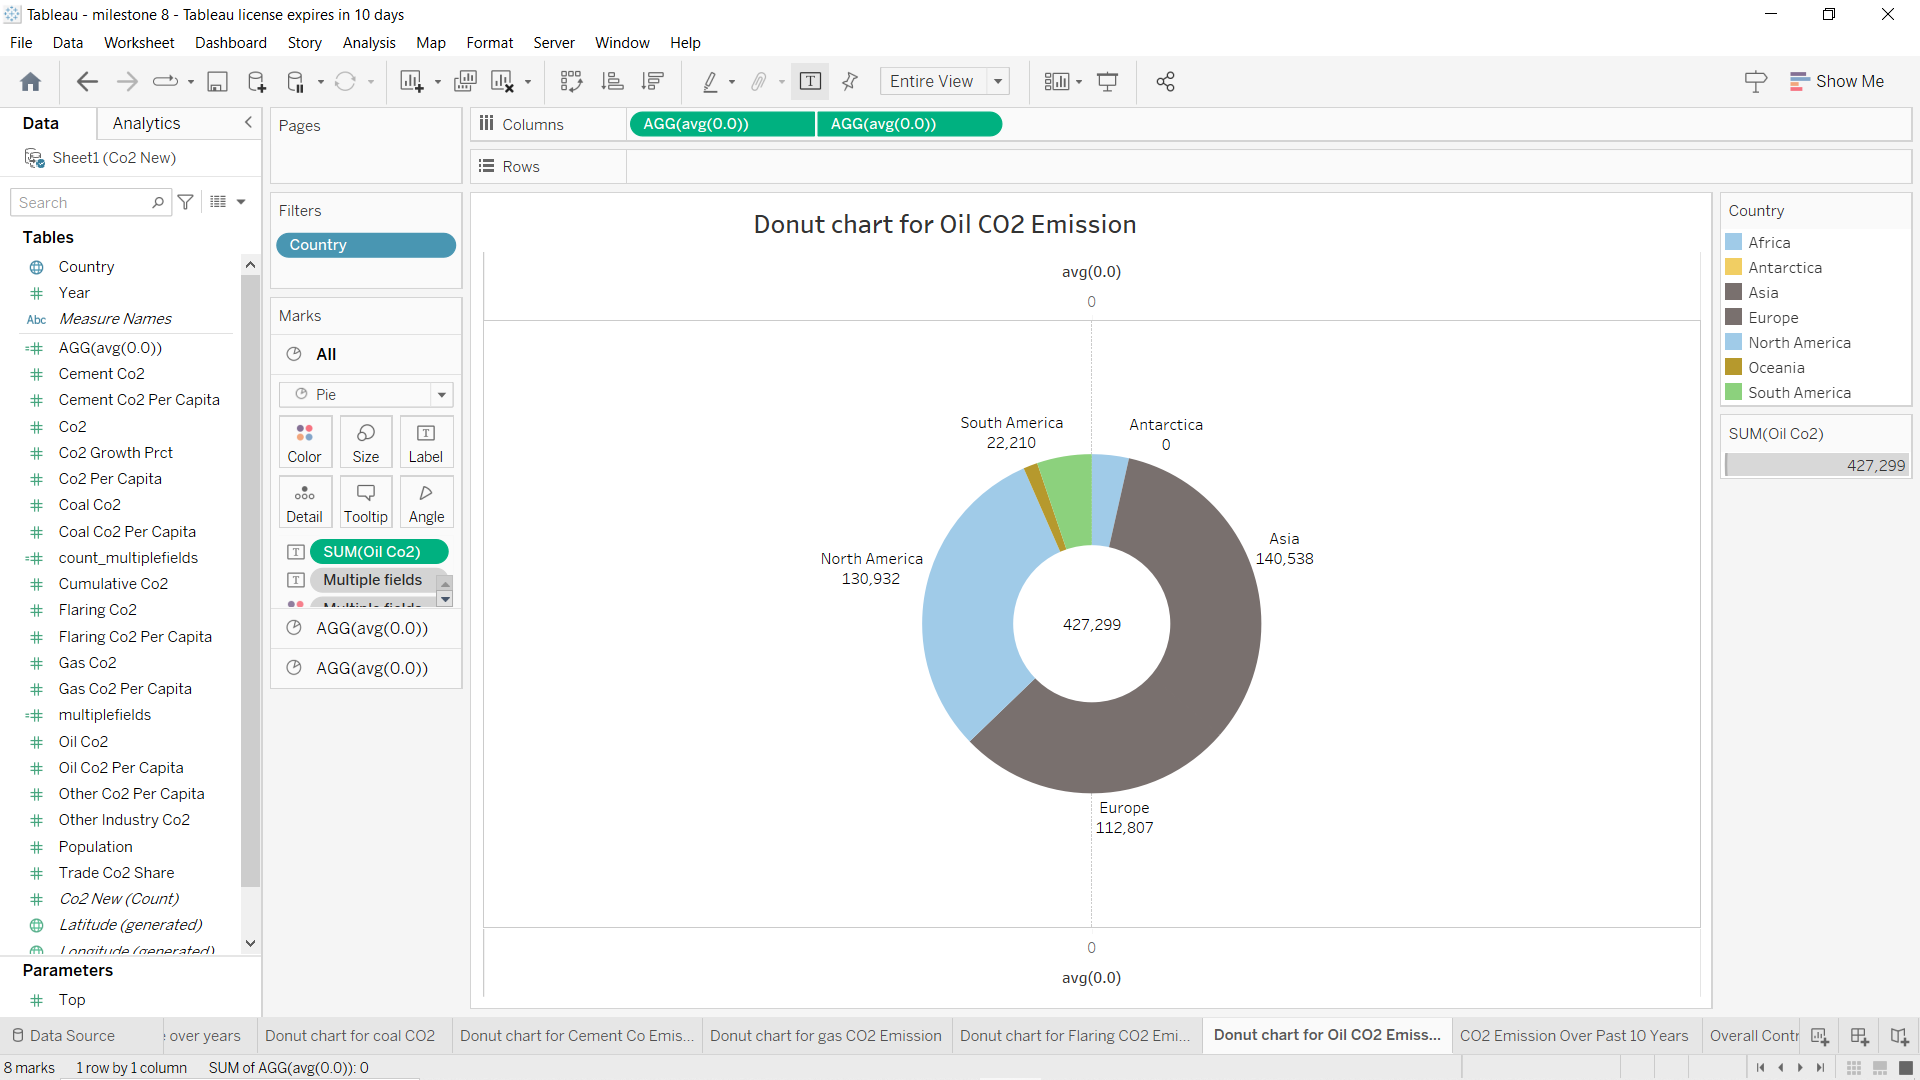 Tableau - milestone 8 - Tableau license expires in 10 days
File Data Worksheet Dashboard Story Analysis Map Format Server Window Help
Entire View
Show Me
Data Analytics
Sheet1 (Co2 New)
Search
Tables
Country
Year
Abc Measure Names
AGG(avg(0.0))
Cement Co2
Cement Co2 Per Capita
Co2
Co2 Growth Prct
Co2 Per Capita
Coal Co2
Coal Co2 Per Capita
count_multiplefields
Cumulative Co2
Flaring Co2
Flaring Co2 Per Capita
Gas Co2
Gas Co2 Per Capita
multiplefields
Oil Co2
Oil Co2 Per Capita
Other Co2 Per Capita
Other Industry Co2
Population
Trade Co2 Share
Co2 New (Count)
Latitude (generated)
Longitude (generated)
Parameters
Top
Pages
Filters
Country
Marks
All
Pie
Color Size Label
Detail Tooltip Angle
SUM(Oil Co2)
Multiple fields
Multiple fields
AGG(avg(0.0))
AGG(avg(0.0))
Columns AGG(avg(0.0)) AGG(avg(0.0))
Rows
Donut chart for Oil CO2 Emission
avg(0.0)
0
South America
22,210
Antarctica
0
Asia
140,538
North America
130,932
427,299
Europe
112,807
0
avg(0.0)
Country
Africa
Antarctica
Asia
Europe
North America
Oceania
South America
SUM(Oil Co2)
427,299
Data Source over years Donut chart for coal CO2 Donut chart for Cement Co Emis... Donut chart for gas CO2 Emission Donut chart for Flaring CO2 Emi... Donut chart for Oil CO2 Emiss... CO2 Emission Over Past 10 Years Overall Contr
8 marks 1 row by 1 column SUM of AGG(avg(0.0)): 0